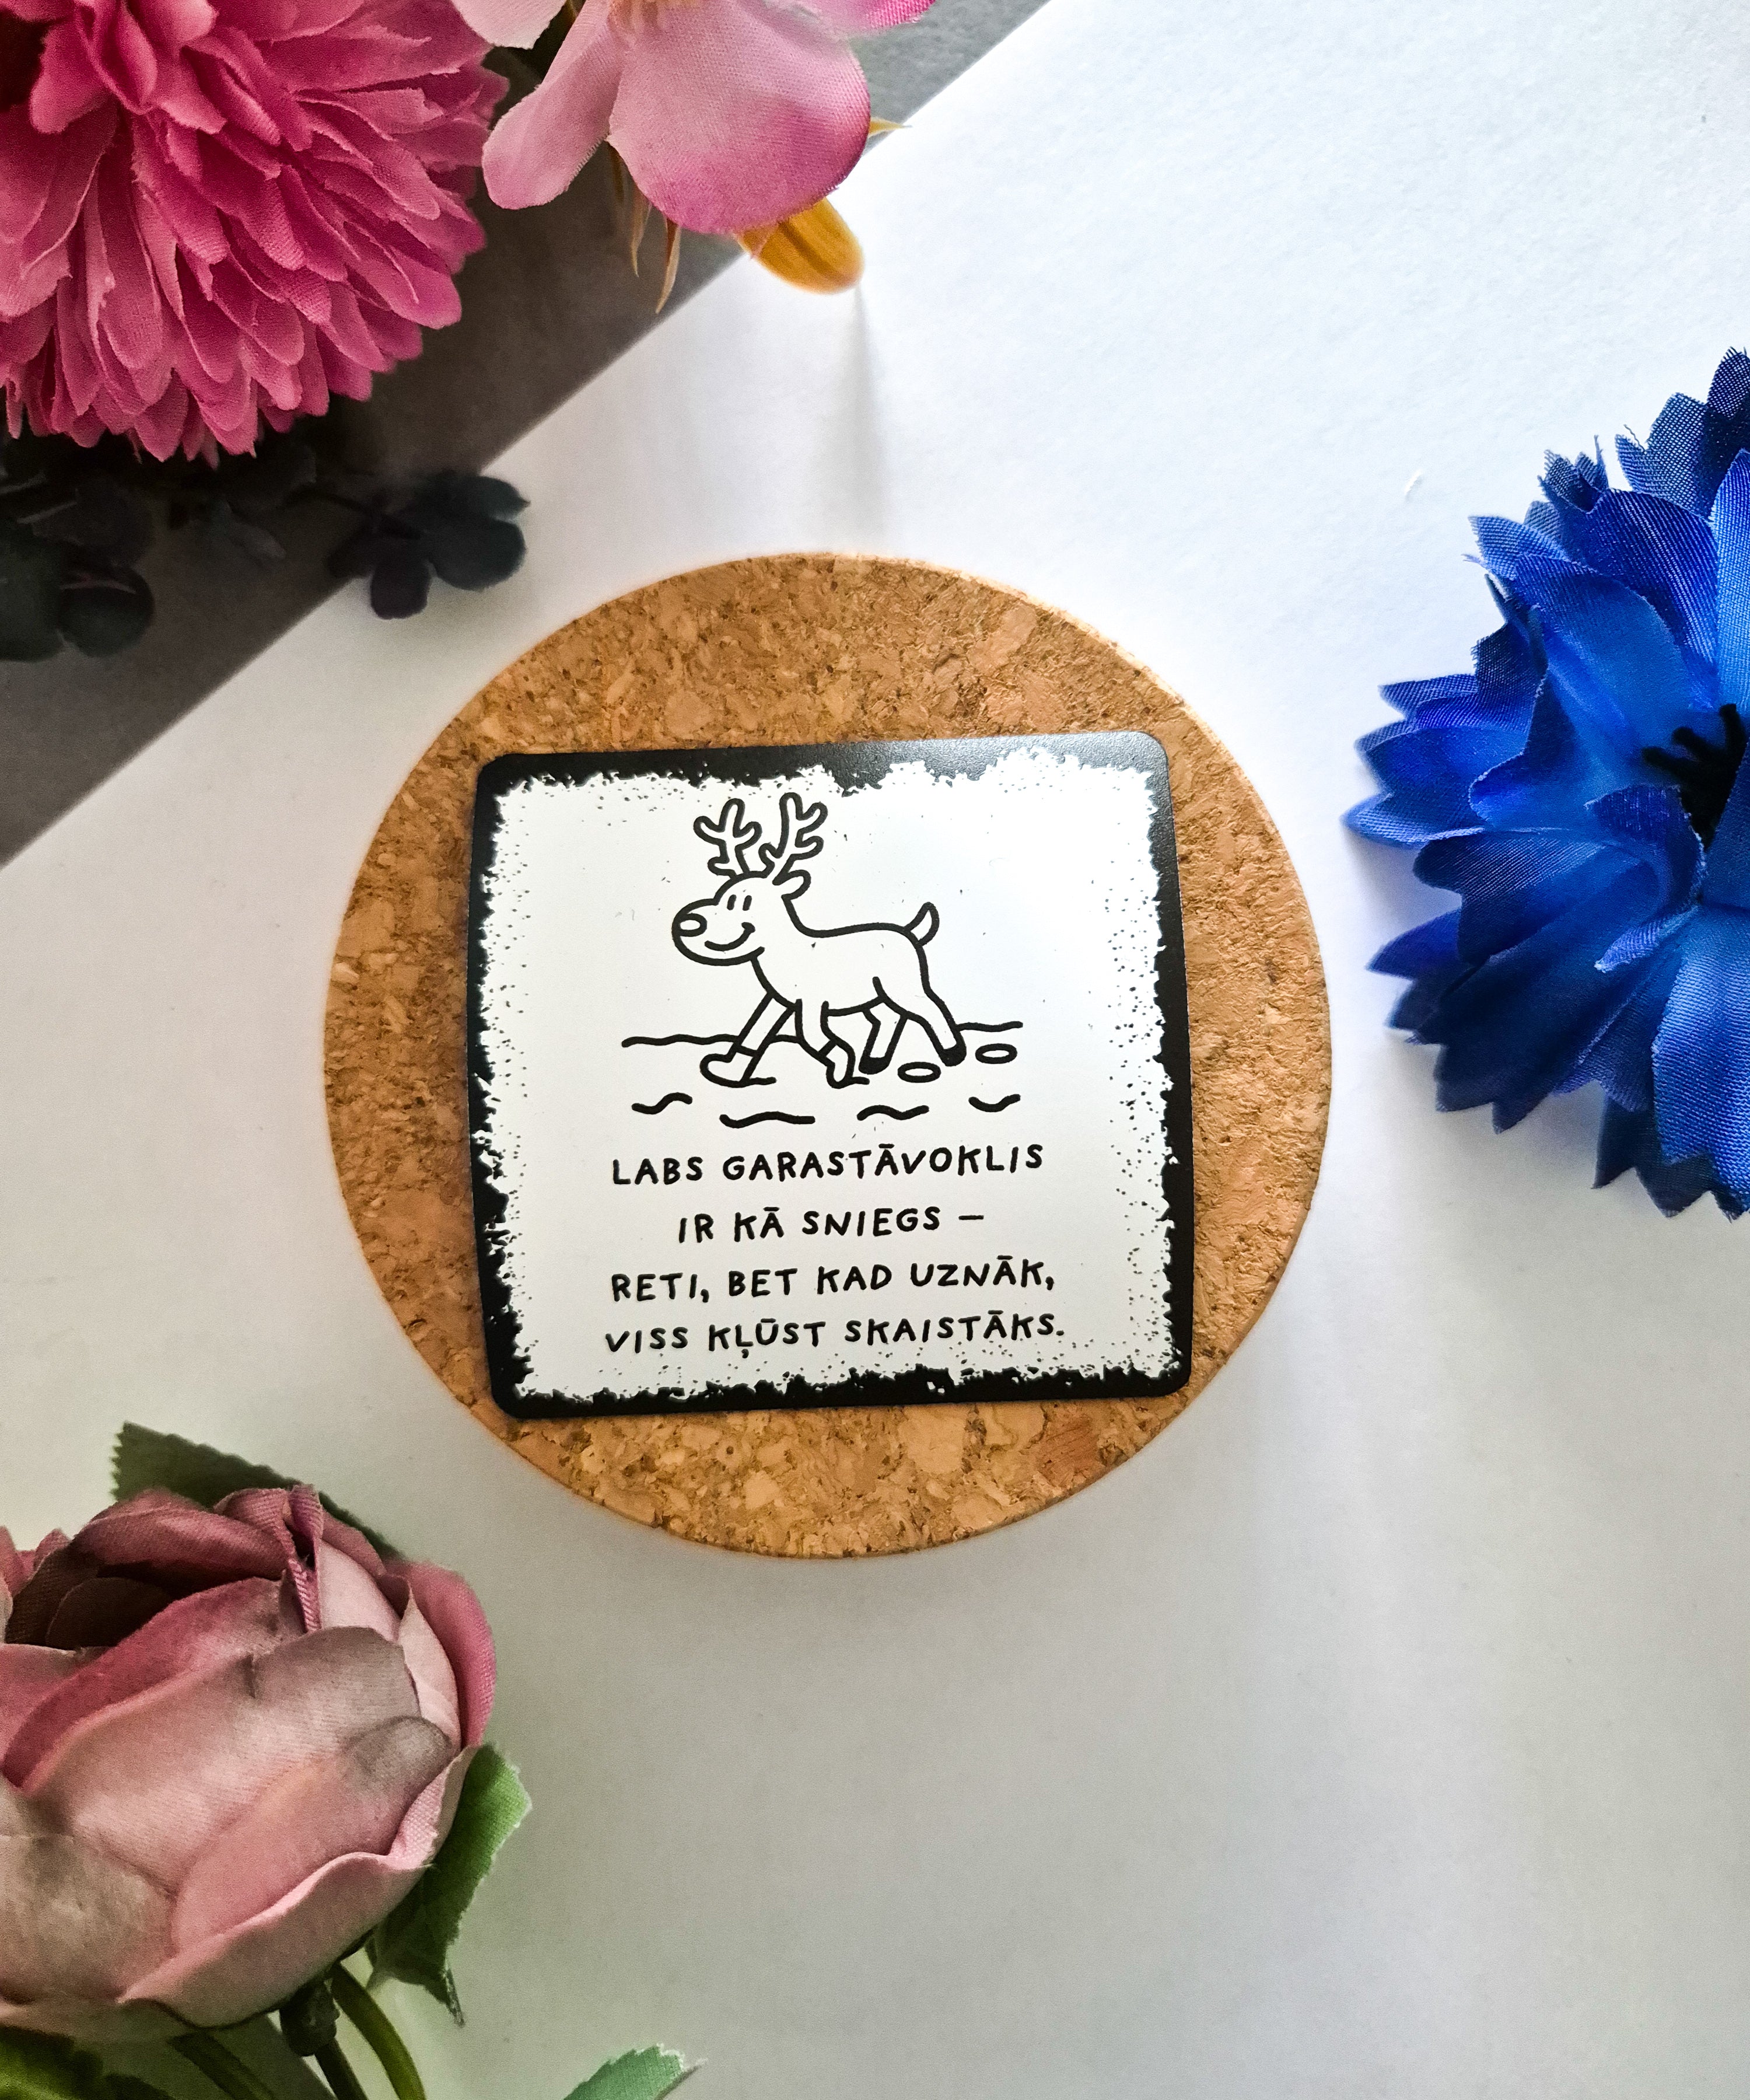 LABS GARASTĀVOKLIS
IR KĀ SNIEGS –
RETI, BET KAD UZNĀK,
VISS KĻŪST SKAISTĀKS.